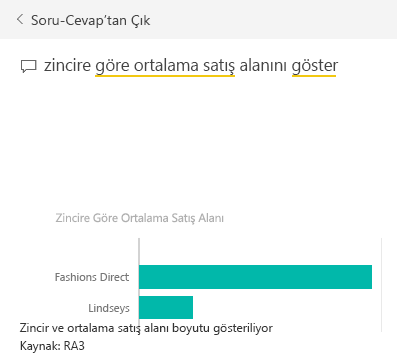 Soru-Cevap'tan Çık
zincire göre ortalama satış alanını göster
Zincire Göre Ortalama Satış Alanı
Fashions Direct
Lindseys
Zincir ve ortalama satış alanı boyutu gösteriliyor
Kaynak: RA3